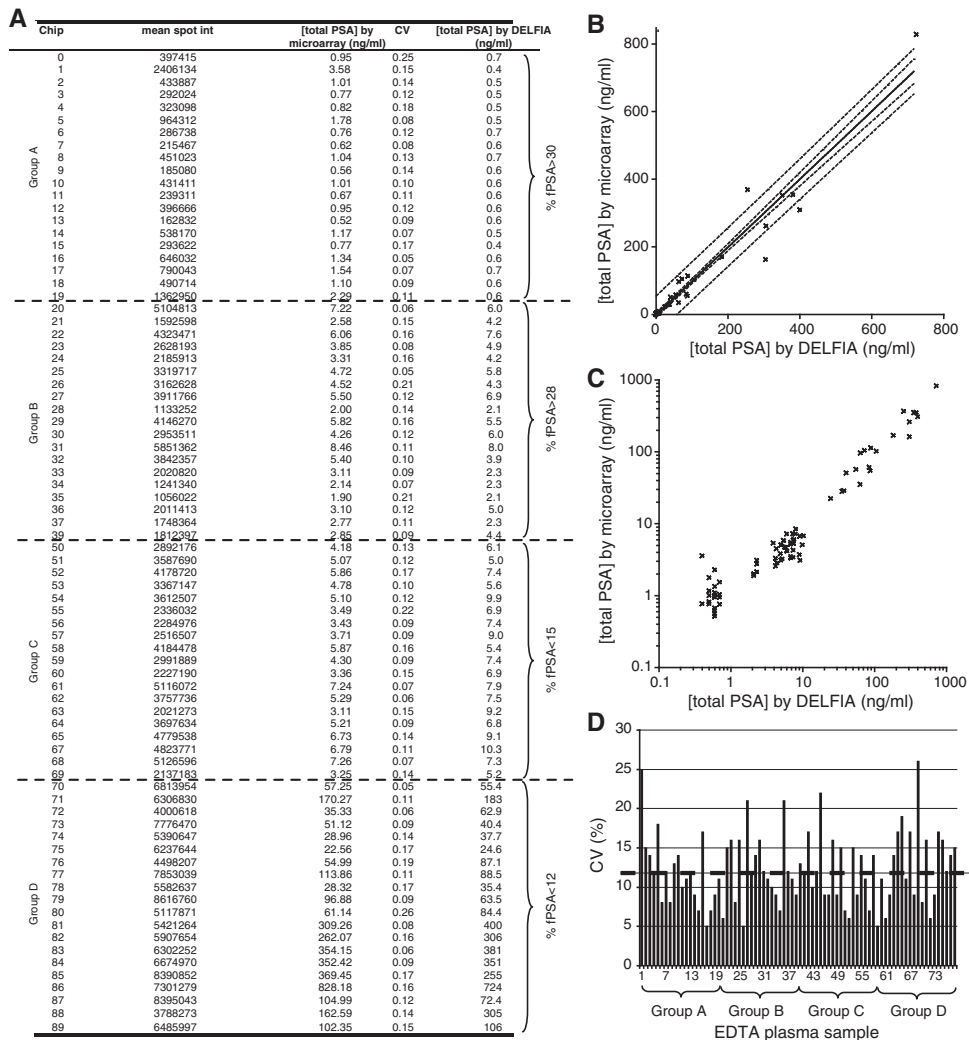 A
Chip mean spot int [total PSA] by microarray (ng/ml) CV [total PSA] by DELFIA (ng/ml)
Group A
0 397415 0.95 0.25 0.7
1 2406134 3.58 0.15 0.4
2 433887 1.01 0.14 0.5
3 292024 0.77 0.12 0.5
4 323098 0.82 0.18 0.5
5 964312 1.78 0.08 0.5
6 286738 0.76 0.12 0.7
7 215467 0.62 0.08 0.6
8 451023 1.04 0.13 0.7
9 185080 0.56 0.14 0.6
10 431411 1.01 0.10 0.6
11 239311 0.67 0.11 0.6
12 396666 0.95 0.12 0.6
13 162832 0.52 0.09 0.6
14 538170 1.17 0.07 0.5
15 293622 0.77 0.17 0.4
16 646032 1.34 0.05 0.6
17 790043 1.54 0.07 0.7
18 490714 1.10 0.09 0.6
19 1362950 2.29 0.11 0.6
% fPSA>30
Group B
20 5104813 7.22 0.06 6.0
21 1592598 2.58 0.15 4.2
22 4323471 6.06 0.16 7.6
23 2628193 3.85 0.08 4.9
24 2185913 3.31 0.16 4.2
25 3319717 4.72 0.05 5.8
26 3162628 4.52 0.21 4.3
27 3911766 5.50 0.12 6.9
28 1133252 2.00 0.14 2.1
29 4146270 5.82 0.16 5.5
30 2953511 4.26 0.12 6.0
31 5851362 8.46 0.11 8.0
32 3842357 5.40 0.10 3.9
33 2020820 3.11 0.09 2.3
34 1241340 2.14 0.07 2.3
35 1056022 1.90 0.21 2.1
36 2011413 3.10 0.12 5.0
37 1748364 2.77 0.11 2.3
39 1812397 2.85 0.09 4.4
% fPSA>28
Group C
50 2892176 4.18 0.13 6.1
51 3587690 5.07 0.12 5.0
52 4178720 5.86 0.17 7.4
53 3367147 4.78 0.10 5.6
54 3612507 5.10 0.12 9.9
55 2336032 3.49 0.22 6.9
56 2284976 3.43 0.09 7.4
57 2516507 3.71 0.09 9.0
58 4184478 5.87 0.16 5.4
59 2991889 4.30 0.09 7.4
60 2227190 3.36 0.15 6.9
61 5116072 7.24 0.07 7.9
62 3757736 5.29 0.06 7.5
63 2021273 3.11 0.15 9.2
64 3697634 5.21 0.09 6.8
65 4779538 6.73 0.14 9.1
67 4823771 6.79 0.11 10.3
68 5126596 7.26 0.07 7.3
69 2137183 3.25 0.14 5.2
% fPSA<15
Group D
70 6813954 57.25 0.05 55.4
71 6306830 170.27 0.11 183
72 4000618 35.33 0.06 62.9
73 7776470 51.12 0.09 40.4
74 5390647 28.96 0.14 37.7
75 6237644 22.56 0.17 24.6
76 4498207 54.99 0.19 87.1
77 7853039 113.86 0.11 88.5
78 5582637 28.32 0.17 35.4
79 8616760 96.88 0.09 63.5
80 5117871 61.14 0.26 84.4
81 5421264 309.26 0.08 400
82 5907654 262.07 0.16 306
83 6302252 354.15 0.06 381
84 6674970 352.42 0.09 351
85 8390852 369.45 0.17 255
86 7301279 828.18 0.16 724
87 8395043 104.99 0.12 72.4
88 3788273 162.59 0.14 305
89 6485997 102.35 0.15 106
% fPSA<12
B
[total PSA] by microarray (ng/ml)
800
600
400
200
0
0 200 400 600 800
[total PSA] by DELFIA (ng/ml)
C
[total PSA] by microarray (ng/ml)
1000
100
10
1
0.1
0.1 1 10 100 1000
[total PSA] by DELFIA (ng/ml)
D
CV (%)
30
25
20
15
10
5
0
1 7 13 19 25 31 37 43 49 55 61 67 73
Group A Group B Group C Group D
EDTA plasma sample